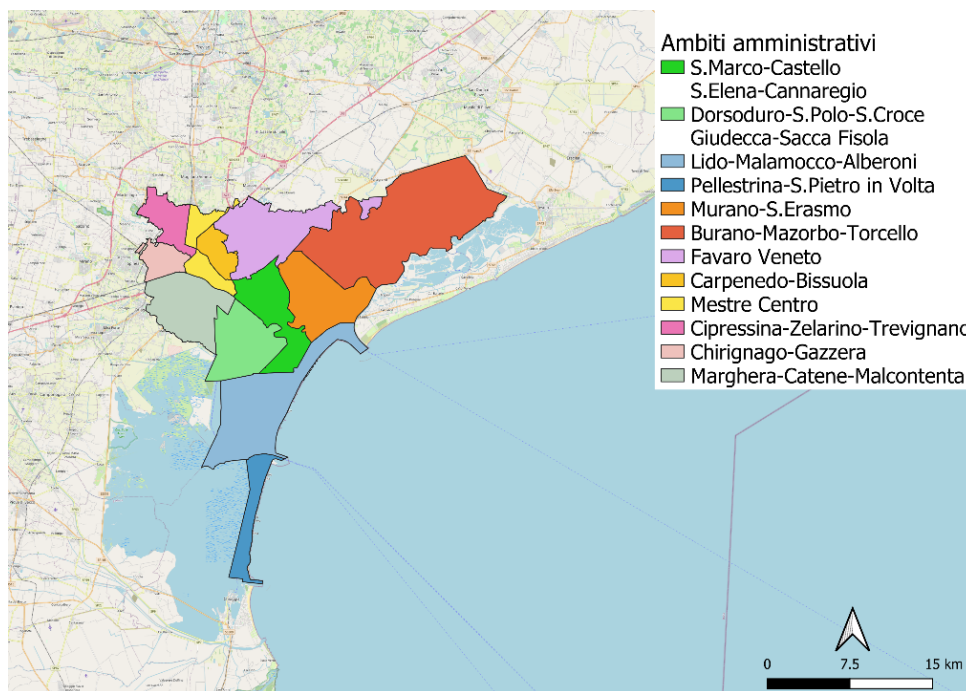 Ambiti amministrativi
S.Marco-Castello
S.Elena-Cannaregio
Dorsoduro-S.Polo-S.Croce
Giudecca-Sacca Fisola
Lido-Malamocco-Alberoni
Pellestrina-S.Pietro in Volta
Murano-S.Erasmo
Burano-Mazorbo-Torcello
Favaro Veneto
Carpenedo-Bissuola
Mestre Centro
Cipressina-Zelarino-Trevignano
Chirignago-Gazzera
Marghera-Catene-Malcontenta
0 7.5 15 km